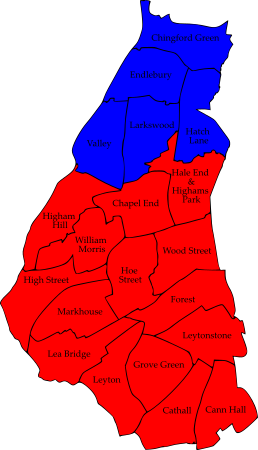 Chingford Green
Endlebury
Larkswood
Valley
Hatch
Lane
Hale End
&
Highams
Park
Chapel End
Higham
Hill
William
Morris
Wood Street
Hoe
Street
High Street
Forest
Markhouse
Leytonstone
Lea Bridge
Grove Green
Leyton
Cathall
Cann Hall